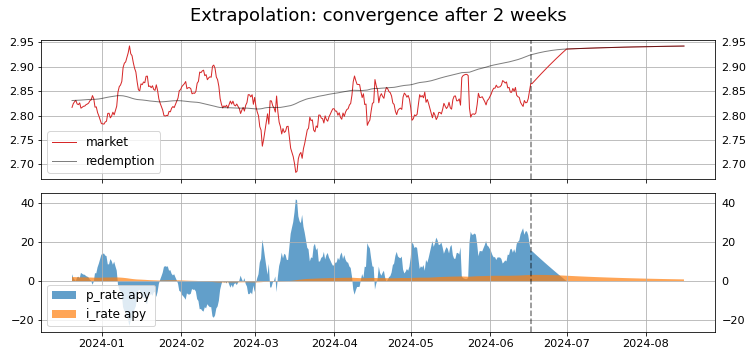 Extrapolation: convergence after 2 weeks
2.95 2.95
2.90 2.90
2.85 2.85
2.80 2.80
2.75 2.75
2.70 2.70
market
redemption
40 40
20 20
0 0
−20 −20
p_rate apy
i_rate apy
2024-01 2024-02 2024-03 2024-04 2024-05 2024-06 2024-07 2024-08